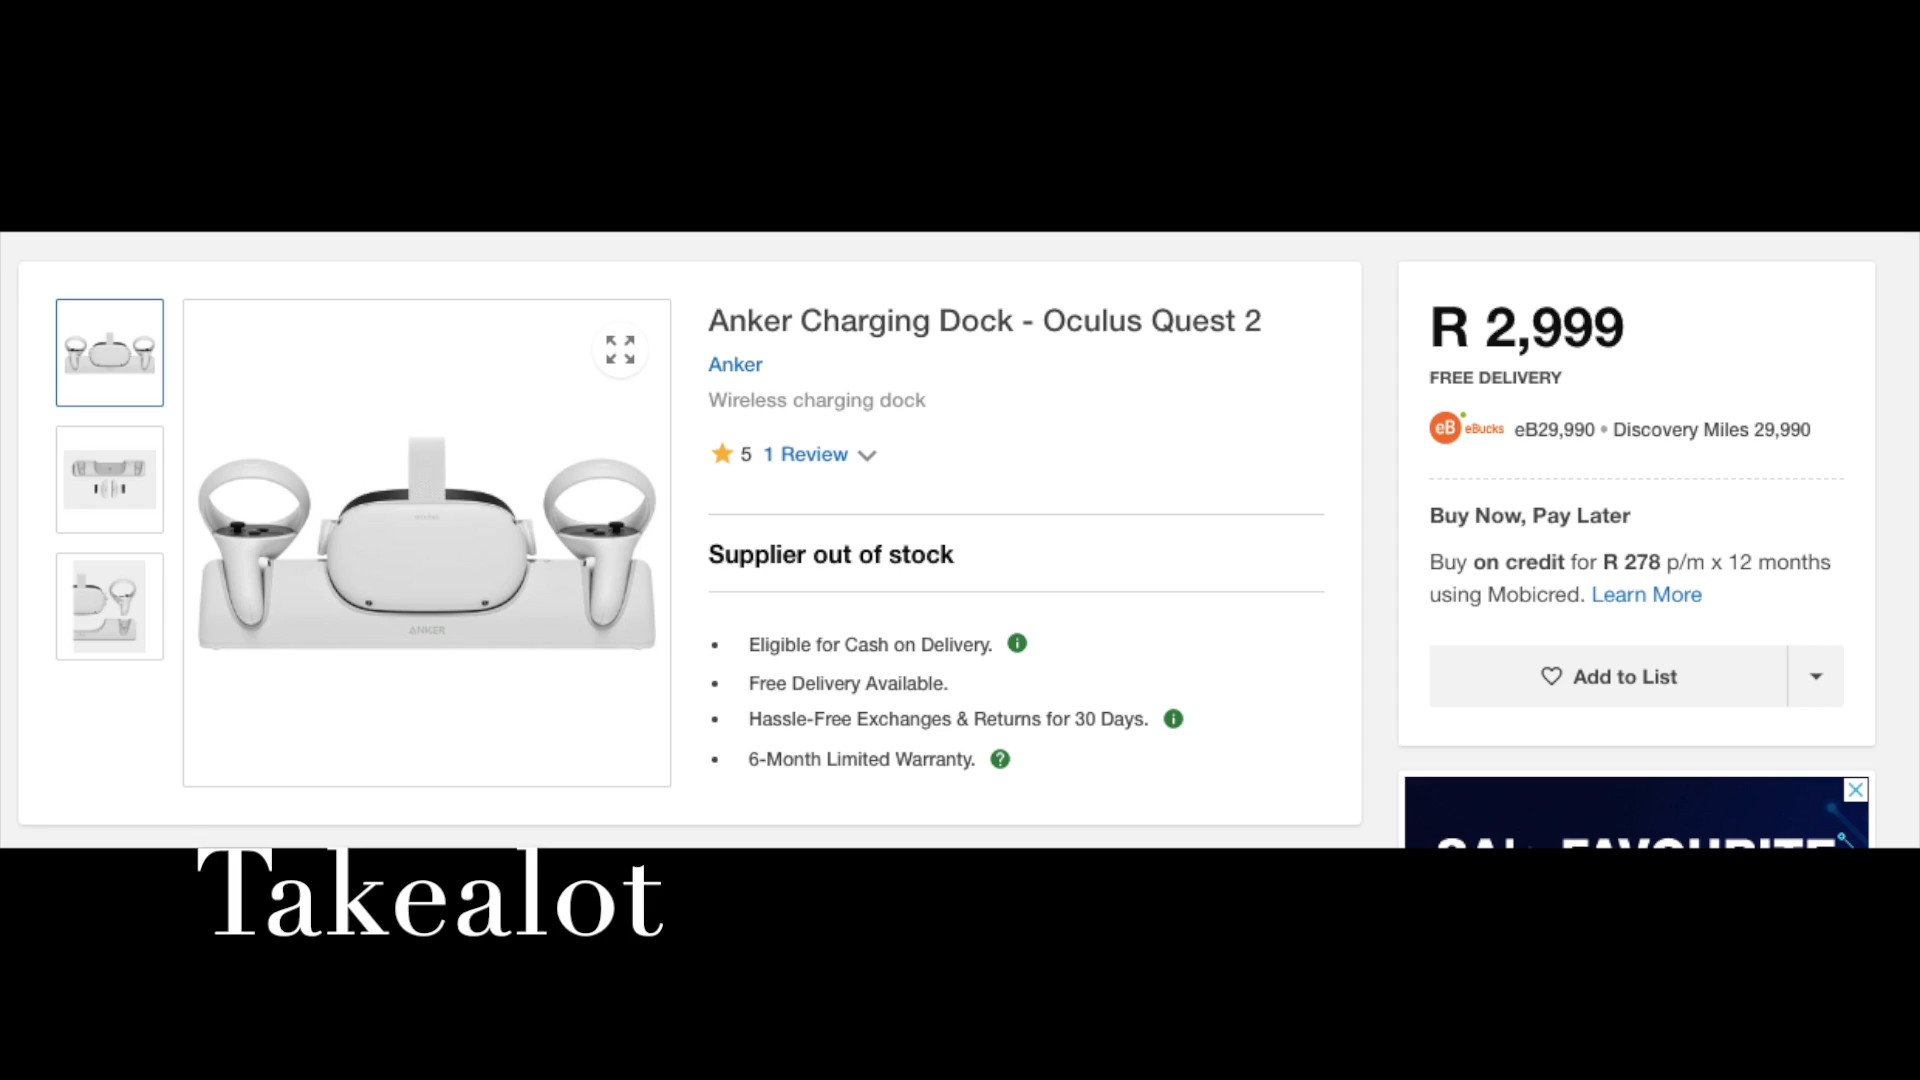 Anker Charging Dock - Oculus Quest 2
Anker
Wireless charging dock
5 1 Review
Supplier out of stock
• Eligible for Cash on Delivery.
• Free Delivery Available.
• Hassle-Free Exchanges & Returns for 30 Days.
• 6-Month Limited Warranty.
ANKER
R 2,999
FREE DELIVERY
eB eBucks eB29,990 • Discovery Miles 29,990
Buy Now, Pay Later
Buy on credit for R 278 p/m x 12 months
using Mobicred. Learn More
Add to List
FAVOURITE
Takealot